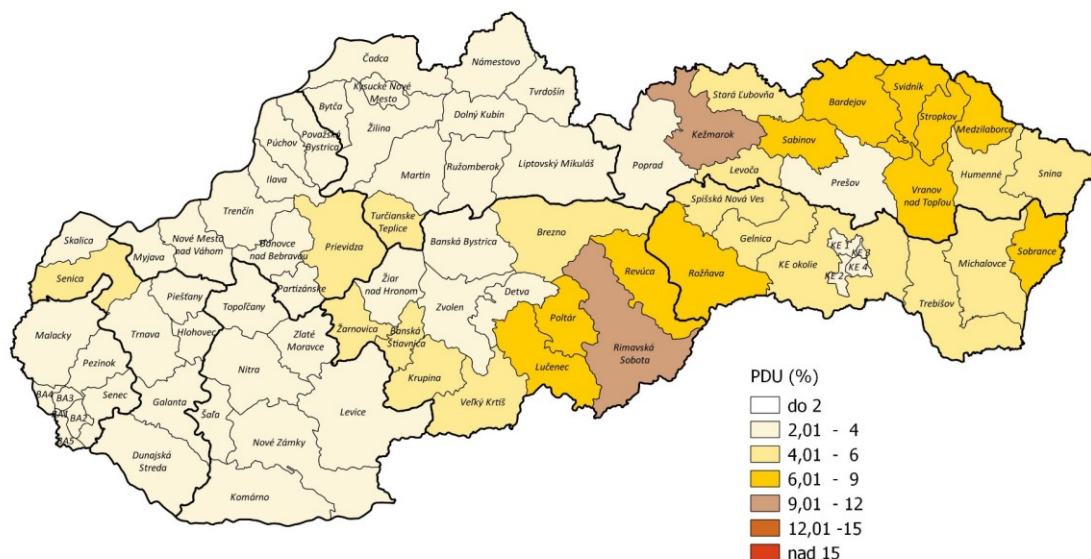 Čadca
Námestovo
Kysucké Nové
Mesto
Tvrdošín
Bytča
Dolný Kubín
Žilina
Považská
Bystrica
Púchov
Martin
Ružomberok
Liptovský Mikuláš
Ilava
Poprad
Kežmarok
Stará Ľubovňa
Sabinov
Levoča
Bardejov
Svidník
Stropkov
Medzilaborce
Prešov
Vranov
nad Topľou
Humenné
Snina
Trenčín
Prievidza
Turčianske
Teplice
Banská Bystrica
Brezno
Spišská Nová Ves
Gelnica
KE okolie
KE 1
KE 3
KE 2
KE 4
Michalovce
Sobrance
Trebišov
Rožňava
Revúca
Skalica
Senica
Myjava
Nové Mesto
nad Váhom
Bánovce
nad Bebravou
Partizánske
Žiar
nad Hronom
Zvolen
Detva
Poltár
Rimavská
Sobota
Lučenec
Malacky
Piešťany
Topoľčany
Trnava
Hlohovec
Zlaté
Moravce
Žarnovica
Banská
Štiavnica
Krupina
Veľký Krtíš
Pezinok
Nitra
Levice
BA4
BA3
BA1
BA2
BA5
Senec
Galanta
Šaľa
Nové Zámky
Dunajská
Streda
Komárno
PDU (%)
do 2
2,01 - 4
4,01 - 6
6,01 - 9
9,01 - 12
12,01 -15
nad 15